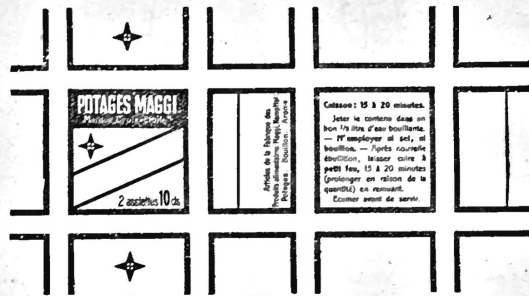 POTAGES MAGGI
Marque Croix-Etoile
2 assiettes 10 cts
Articles de la Fabrique des
Produits alimentaires Maggi, Kempttal
Potages. Bouillon. Arome
Cuisson: 15 à 20 minutes.
Jeter le contenu dans un
bon 1/2 litre d'eau bouillante.
— N'employer ni sel, ni
bouillon. — Après nouvelle
ébullition, laisser cuire à
petit feu, 15 à 20 minutes
(prolonger en raison de la
quantité) en remuant.
Ecumer avant de servir.